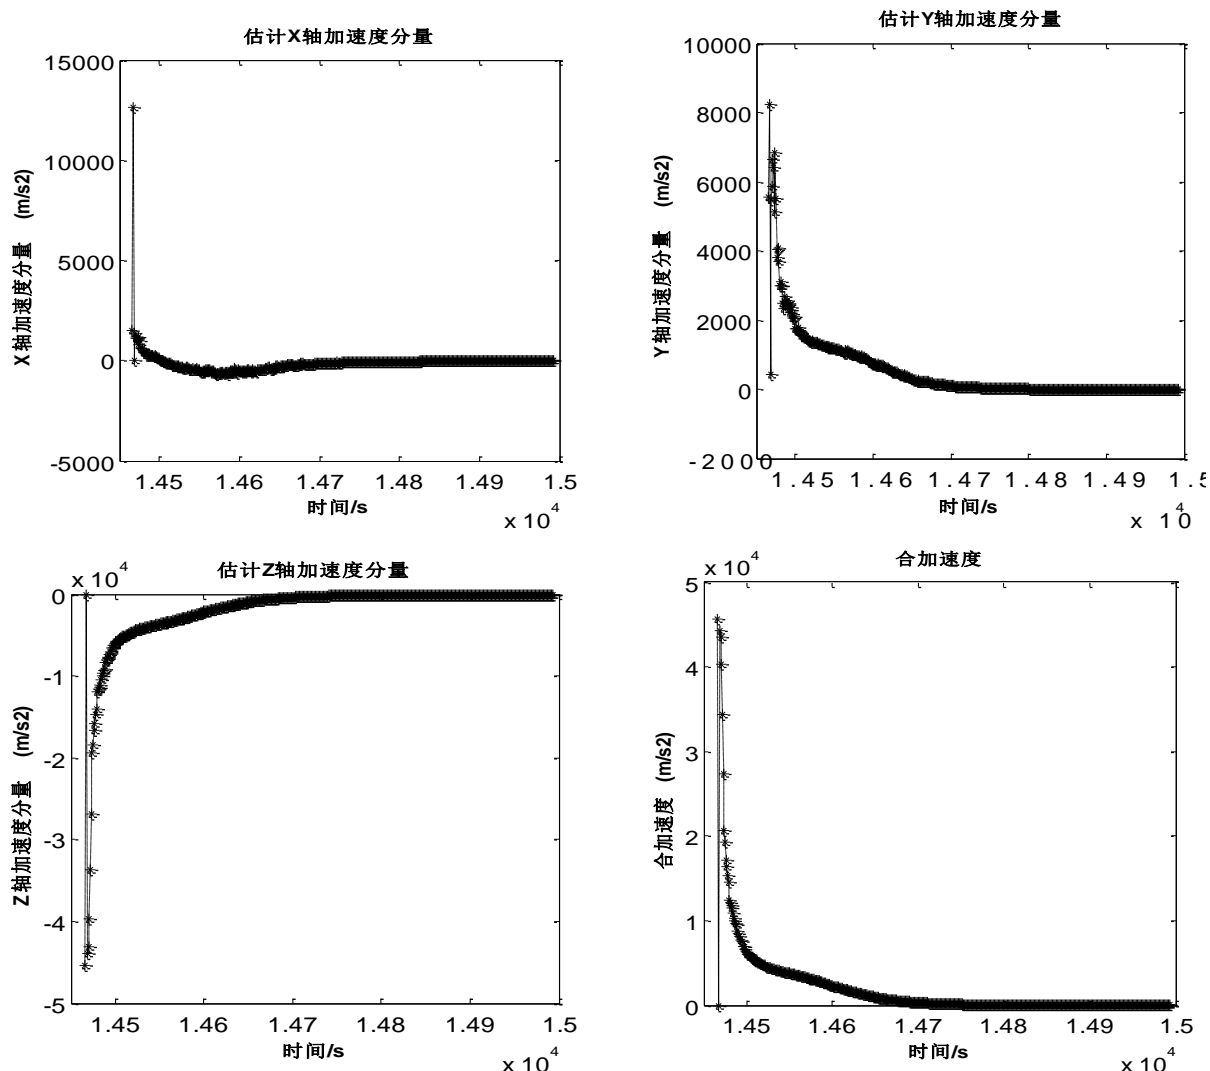 估计X轴加速度分量
15000
10000
5000
0
-5000
X轴加速度分量 (m/s2)
1.45 1.46 1.47 1.48 1.49 1.5
时间/s
x 10^4
估计Y轴加速度分量
10000
8000
6000
4000
2000
0
-2000
Y轴加速度分量 (m/s2)
1.45 1.46 1.47 1.48 1.49 1.5
时间/s
x 10
估计Z轴加速度分量
x 10^4
0
-1
-2
-3
-4
-5
Z轴加速度分量 (m/s2)
1.45 1.46 1.47 1.48 1.49 1.5
时间/s
x 10^4
合加速度
x 10^4
5
4
3
2
1
0
合加速度 (m/s2)
1.45 1.46 1.47 1.48 1.49 1.5
时间/s
x 10^4